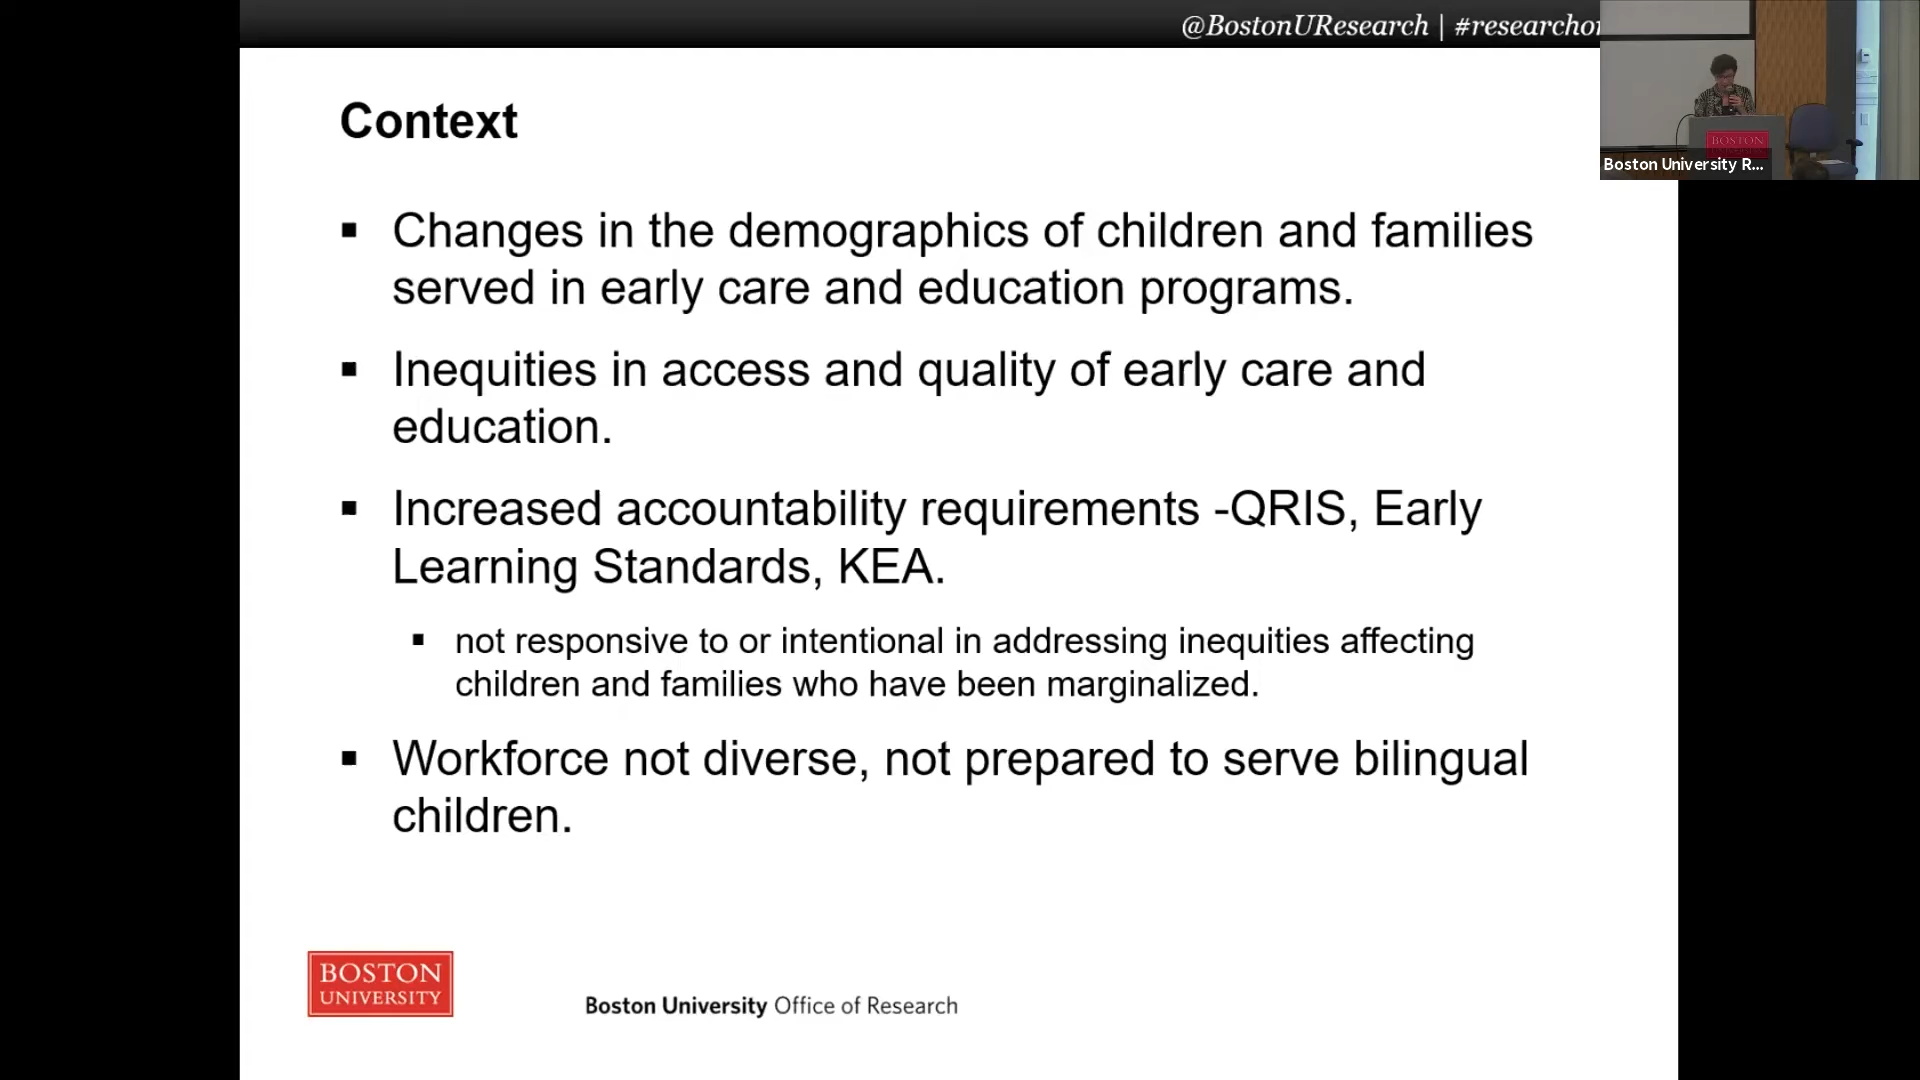 @BostonUResearch | #researcho
Context
▪ Changes in the demographics of children and families
served in early care and education programs.
▪ Inequities in access and quality of early care and
education.
▪ Increased accountability requirements -QRIS, Early
Learning Standards, KEA.
▪ not responsive to or intentional in addressing inequities affecting
children and families who have been marginalized.
▪ Workforce not diverse, not prepared to serve bilingual
children.
BOSTON
UNIVERSITY
Boston University Office of Research
BOSTON
Boston University R...